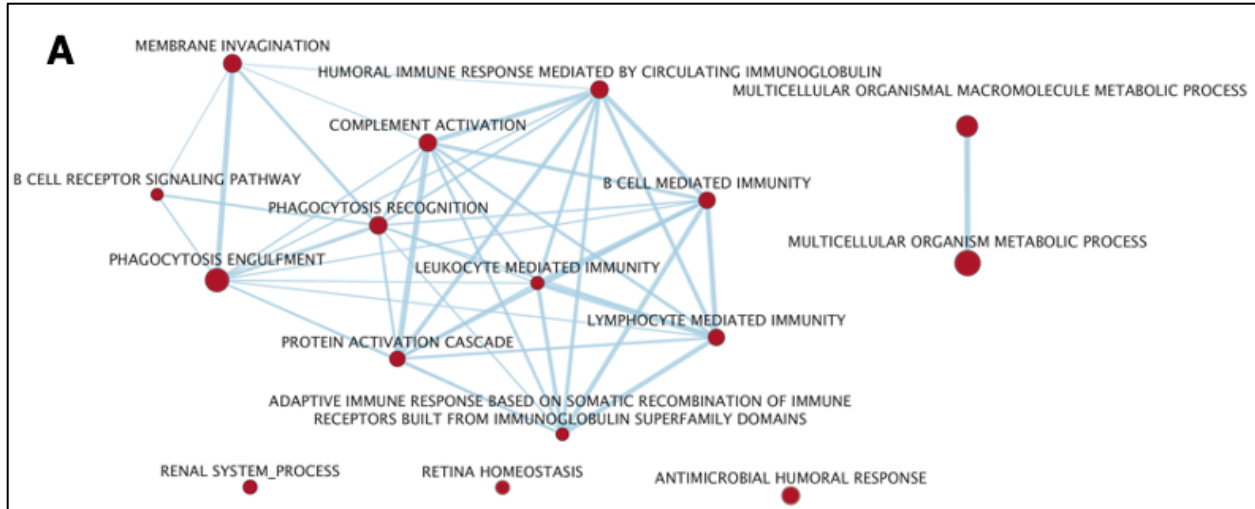 A
MEMBRANE INVAGINATION
HUMORAL IMMUNE RESPONSE MEDIATED BY CIRCULATING IMMUNOGLOBULIN
MULTICELLULAR ORGANISMAL MACROMOLECULE METABOLIC PROCESS
COMPLEMENT ACTIVATION
B CELL RECEPTOR SIGNALING PATHWAY
B CELL MEDIATED IMMUNITY
PHAGOCYTOSIS RECOGNITION
MULTICELLULAR ORGANISM METABOLIC PROCESS
PHAGOCYTOSIS ENGULFMENT
LEUKOCYTE MEDIATED IMMUNITY
LYMPHOCYTE MEDIATED IMMUNITY
PROTEIN ACTIVATION CASCADE
ADAPTIVE IMMUNE RESPONSE BASED ON SOMATIC RECOMBINATION OF IMMUNE
RECEPTORS BUILT FROM IMMUNOGLOBULIN SUPERFAMILY DOMAINS
RENAL SYSTEM_PROCESS
RETINA HOMEOSTASIS
ANTIMICROBIAL HUMORAL RESPONSE